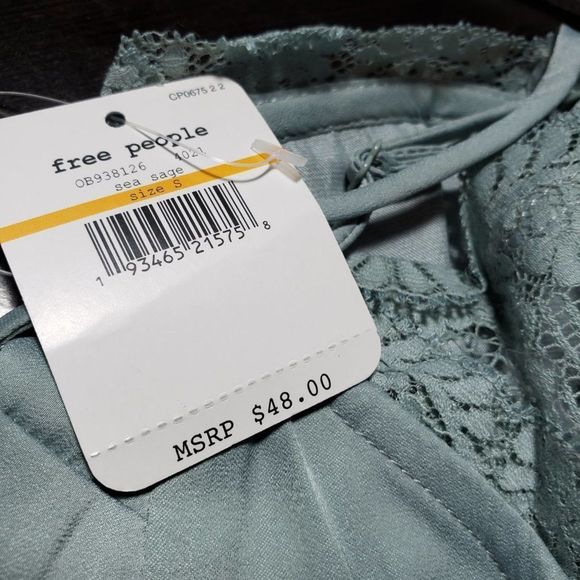 CP0675 2 2
free people
OB938126 4021
sea sage
size S
1 93465 21575 8
MSRP $48.00